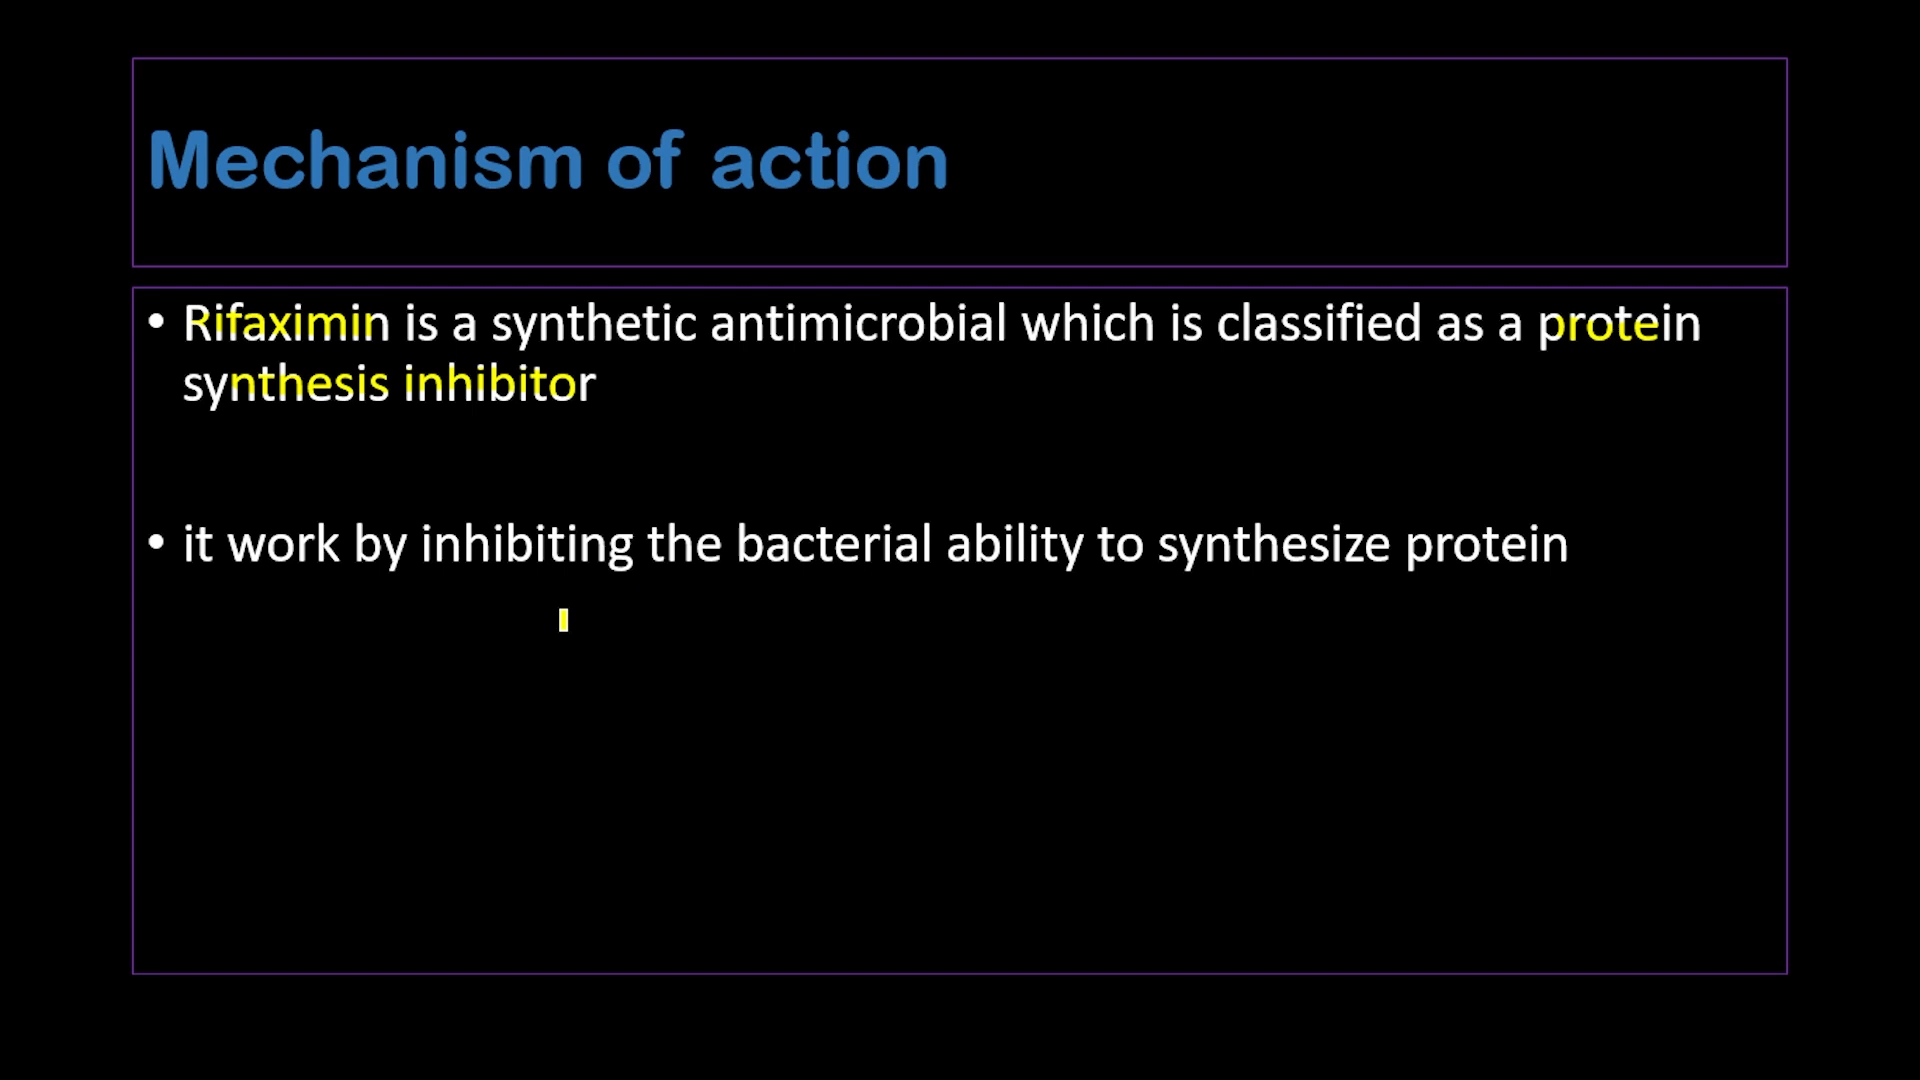 Mechanism of action
• Rifaximin is a synthetic antimicrobial which is classified as a protein
synthesis inhibitor
• it work by inhibiting the bacterial ability to synthesize protein